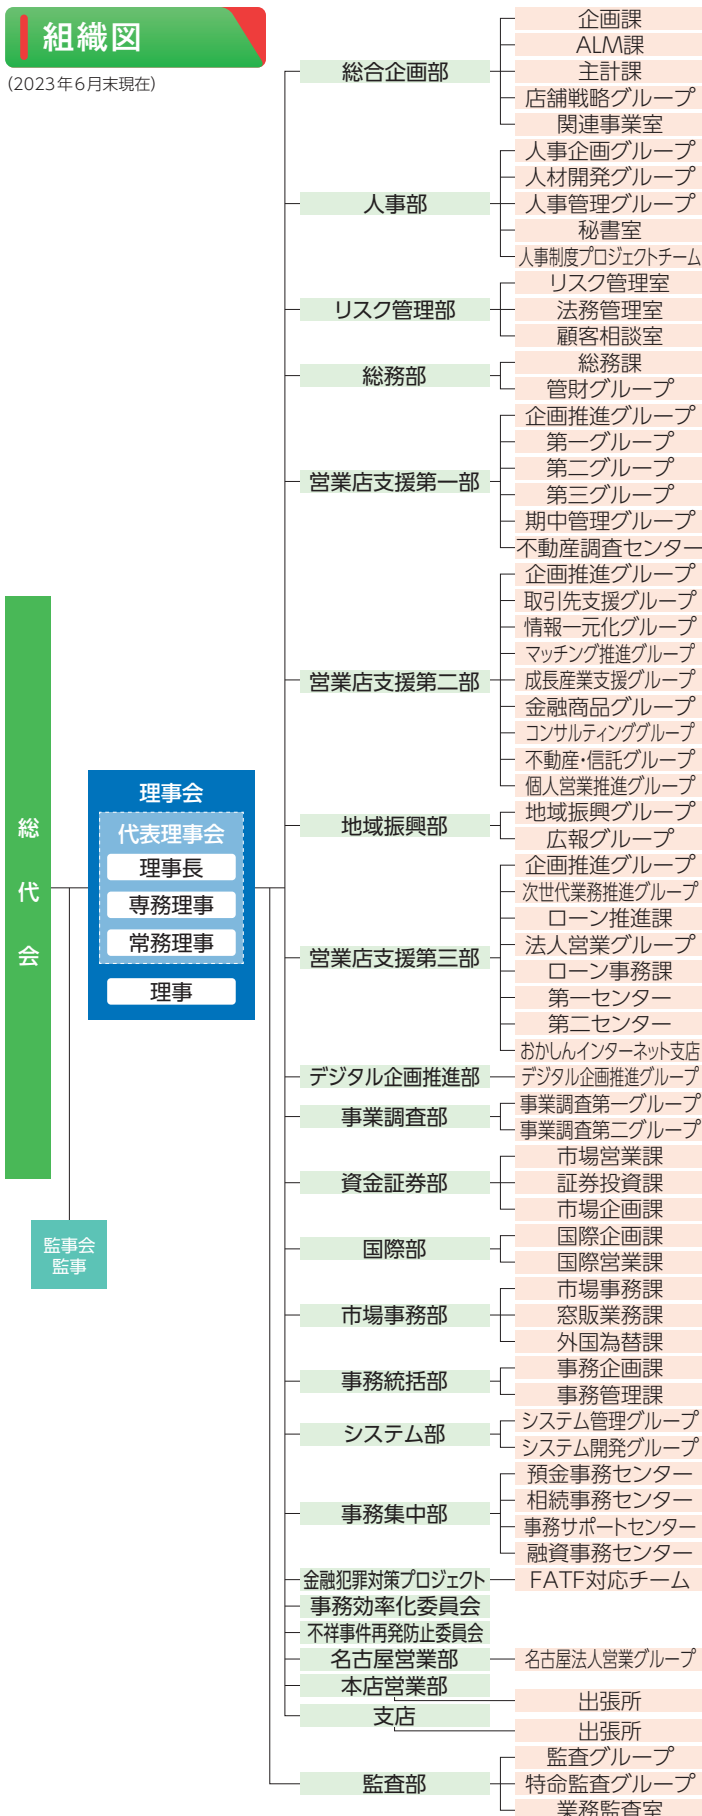 組織図
(2023年6月末現在)
総代会
監事会
監事
理事会
代表理事会
理事長
専務理事
常務理事
理事
総合企画部
企画課
ALM課
主計課
店舗戦略グループ
関連事業室
人事部
人事企画グループ
人材開発グループ
人事管理グループ
秘書室
人事制度プロジェクトチーム
リスク管理部
リスク管理室
法務管理室
顧客相談室
総務部
総務課
管財グループ
営業店支援第一部
企画推進グループ
第一グループ
第二グループ
第三グループ
期中管理グループ
不動産調査センター
営業店支援第二部
企画推進グループ
取引先支援グループ
情報一元化グループ
マッチング推進グループ
成長産業支援グループ
金融商品グループ
コンサルティンググループ
不動産・信託グループ
個人営業推進グループ
地域振興部
地域振興グループ
広報グループ
営業店支援第三部
企画推進グループ
次世代業務推進グループ
ローン推進課
法人営業グループ
ローン事務課
第一センター
第二センター
おかしんインターネット支店
デジタル企画推進部
デジタル企画推進グループ
事業調査部
事業調査第一グループ
事業調査第二グループ
資金証券部
市場営業課
証券投資課
市場企画課
国際部
国際企画課
国際営業課
市場事務部
市場事務課
窓販業務課
外国為替課
事務統括部
事務企画課
事務管理課
システム部
システム管理グループ
システム開発グループ
事務集中部
預金事務センター
相続事務センター
事務サポートセンター
融資事務センター
金融犯罪対策プロジェクト
FATF対応チーム
事務効率化委員会
不祥事件再発防止委員会
名古屋営業部
名古屋法人営業グループ
本店営業部
出張所
支店
出張所
監査部
監査グループ
特命監査グループ
業務監査室